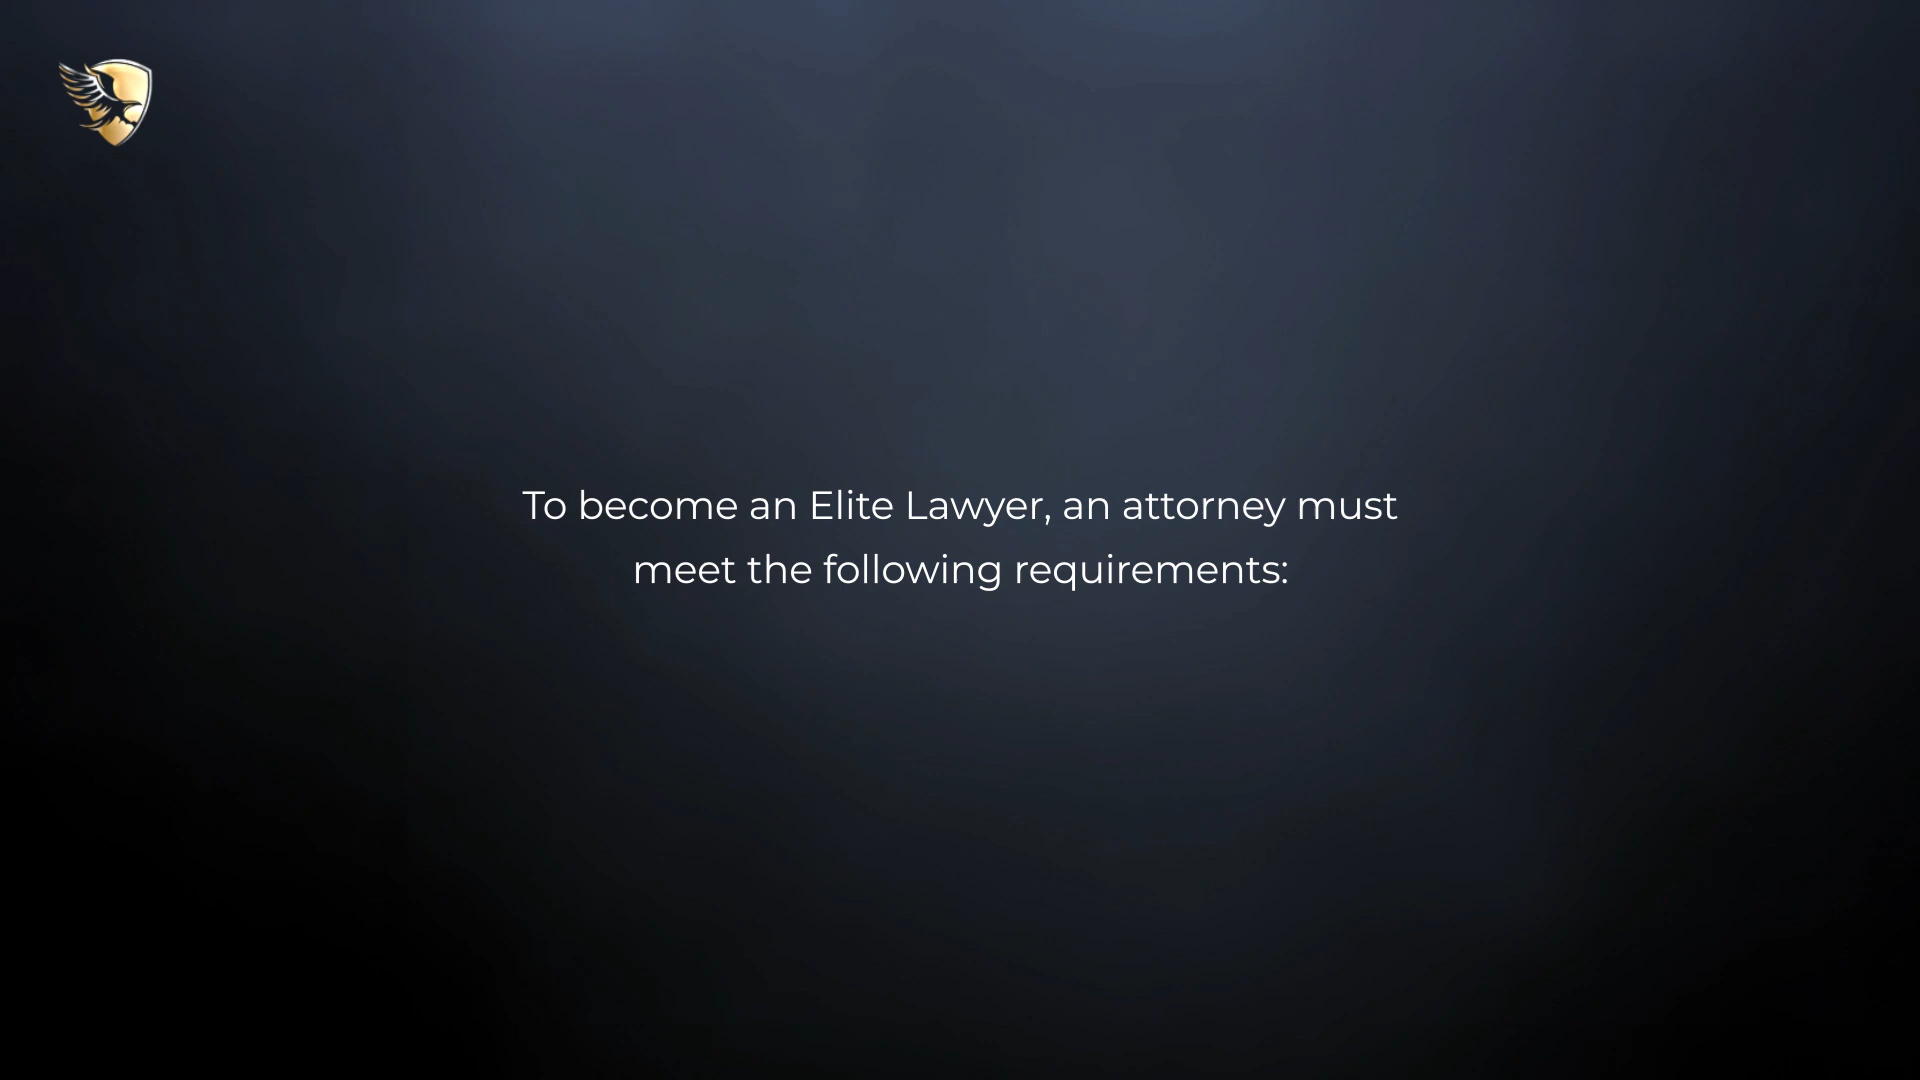 To become an Elite Lawyer, an attorney must
meet the following requirements: